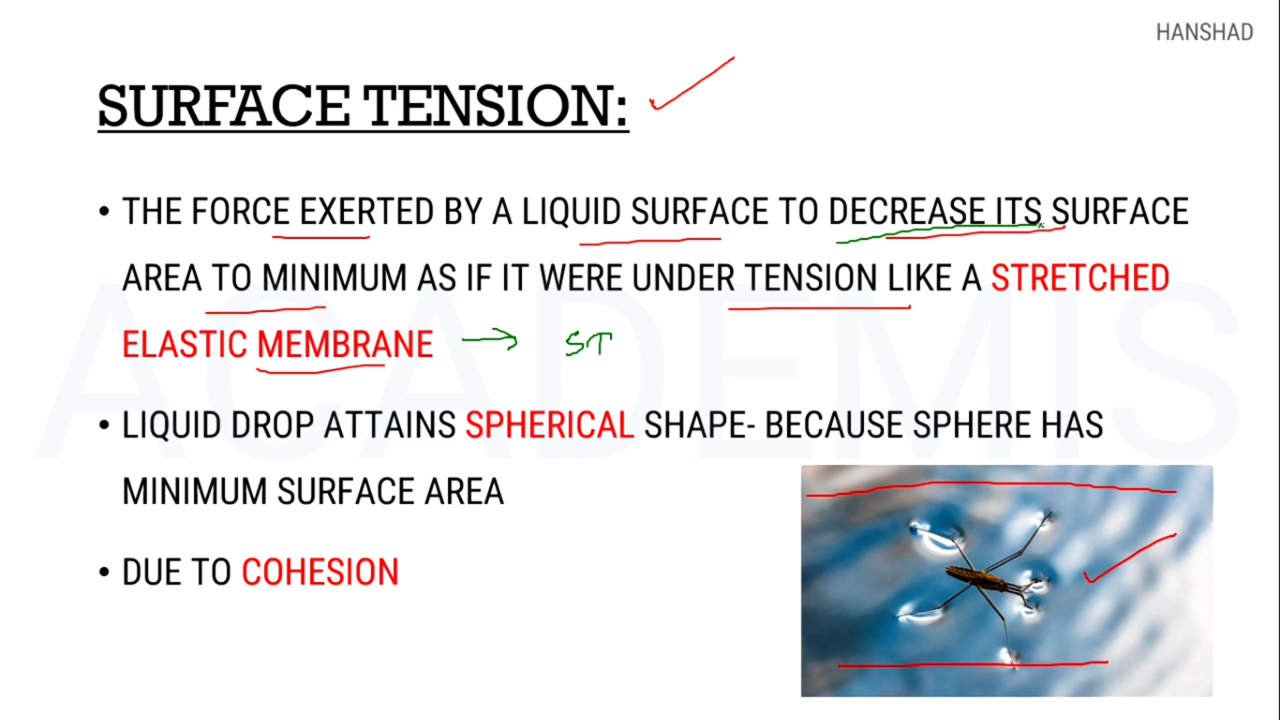 HANSHAD
SURFACE TENSION:
• THE FORCE EXERTED BY A LIQUID SURFACE TO DECREASE ITS SURFACE
AREA TO MINIMUM AS IF IT WERE UNDER TENSION LIKE A STRETCHED
ELASTIC MEMBRANE → ST
• LIQUID DROP ATTAINS SPHERICAL SHAPE- BECAUSE SPHERE HAS
MINIMUM SURFACE AREA
• DUE TO COHESION
ACADEMIS